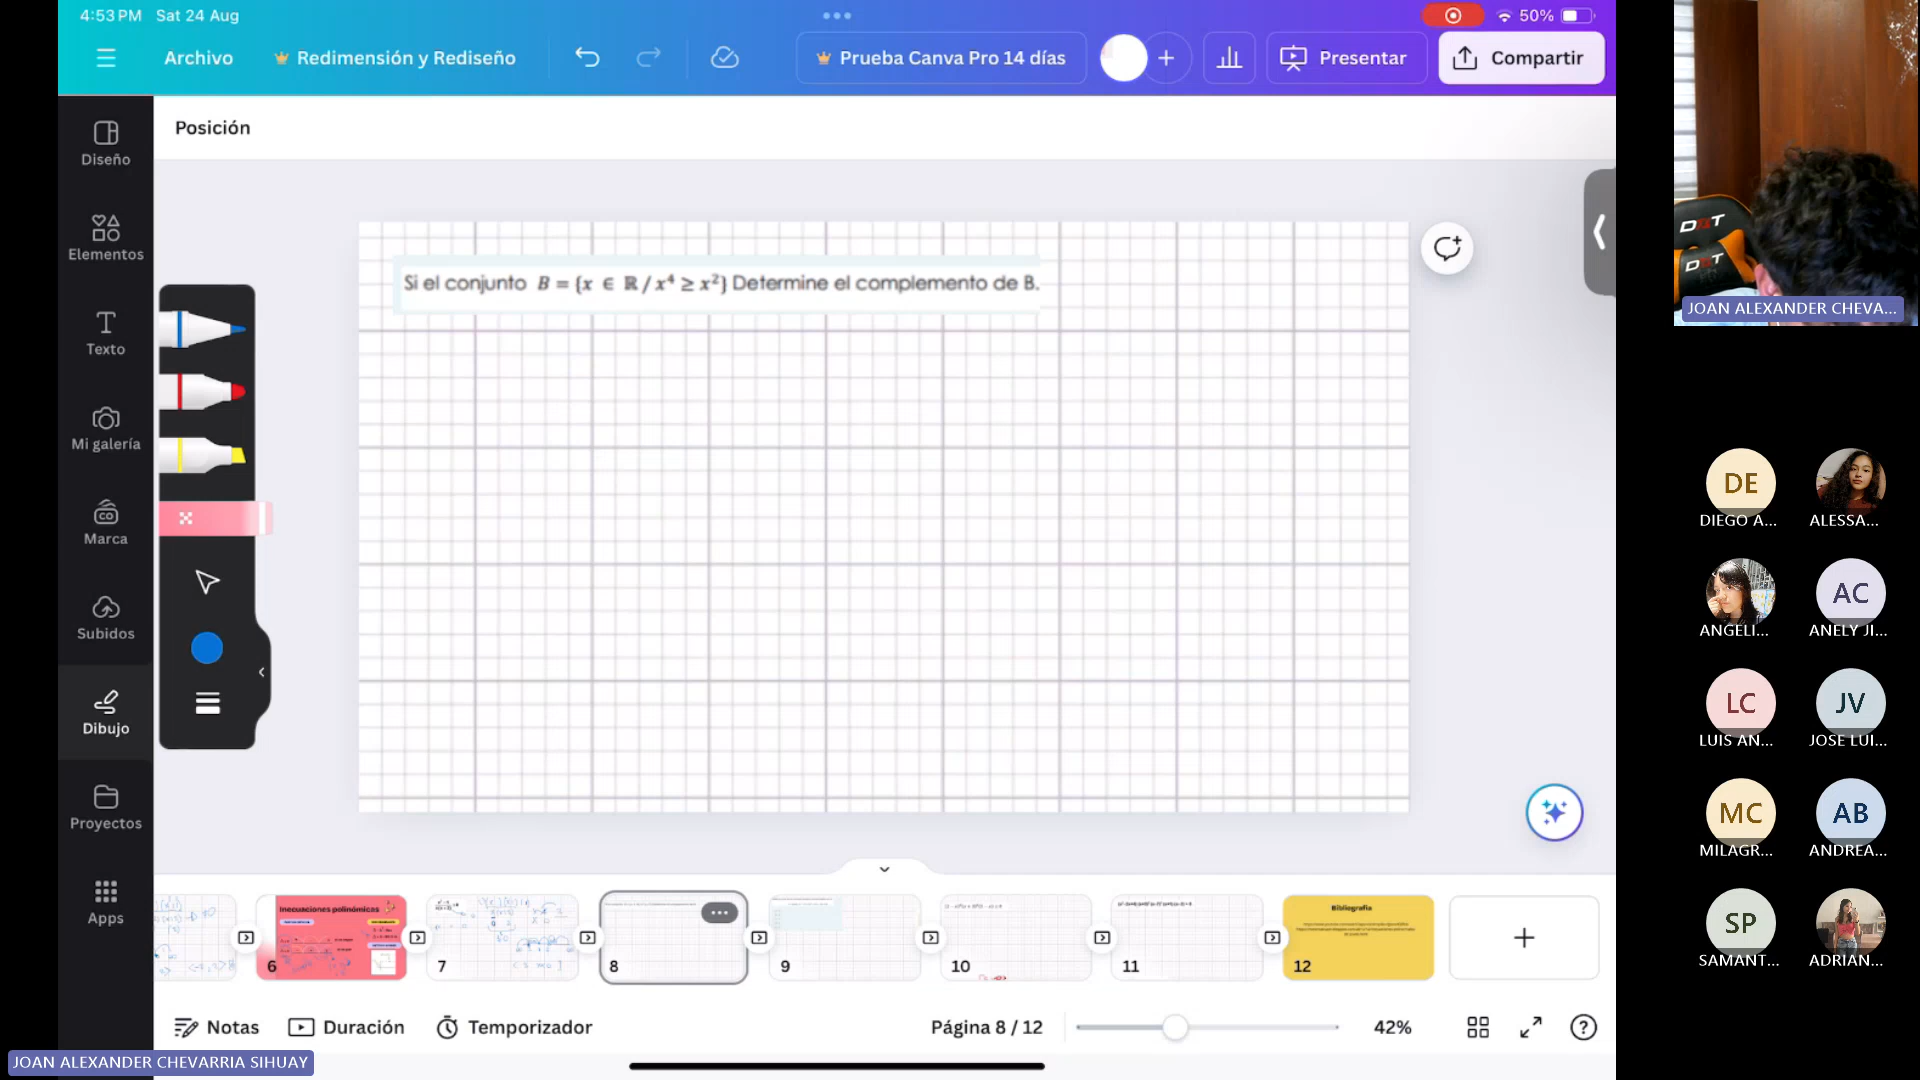 4:53 PM Sat 24 Aug
50%
Archivo
Redimensión y Rediseño
Prueba Canva Pro 14 días
Presentar
Compartir
Posición
Diseño
Elementos
Texto
Mi galería
Marca
Subidos
Dibujo
Proyectos
Apps
Si el conjunto B = {x ∈ ℝ / x⁴ ≥ x²} Determine el complemento de B.
Inecuaciones polinómicas
Bibliografía
6
7
8
9
10
11
12
Notas
Duración
Temporizador
Página 8 / 12
42%
JOAN ALEXANDER CHEVARRIA SIHUAY
JOAN ALEXANDER CHEVA...
DE
DIEGO A...
ALESSA...
ANGELI...
AC
ANELY JI...
LC
LUIS AN...
JV
JOSE LUI...
MC
MILAGR...
AB
ANDREA...
SP
SAMANT...
ADRIAN...